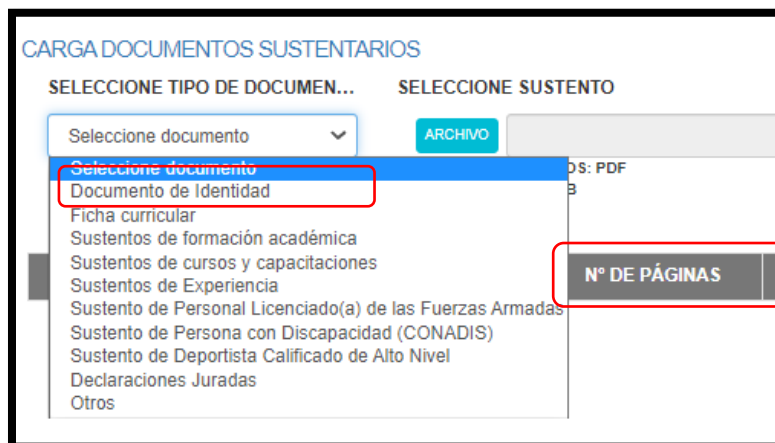 CARGA DOCUMENTOS SUSTENTARIOS
SELECCIONE TIPO DE DOCUMEN... SELECCIONE SUSTENTO
Seleccione documento ARCHIVO
Seleccione documento OS: PDF
Documento de Identidad B
Ficha curricular
Sustentos de formación académica
Sustentos de cursos y capacitaciones
Nº DE PÁGINAS
Sustentos de Experiencia
Sustento de Personal Licenciado(a) de las Fuerzas Armadas
Sustento de Persona con Discapacidad (CONADIS)
Sustento de Deportista Calificado de Alto Nivel
Declaraciones Juradas
Otros